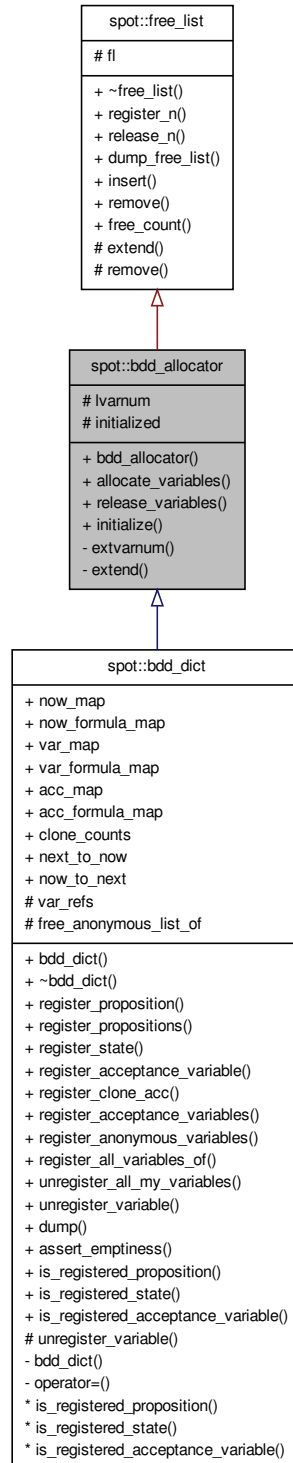 spot::free_list
# fl
+ ~free_list()
+ register_n()
+ release_n()
+ dump_free_list()
+ insert()
+ remove()
+ free_count()
# extend()
# remove()
spot::bdd_allocator
# lvarnum
# initialized
+ bdd_allocator()
+ allocate_variables()
+ release_variables()
+ initialize()
- extvarnum()
- extend()
spot::bdd_dict
+ now_map
+ now_formula_map
+ var_map
+ var_formula_map
+ acc_map
+ acc_formula_map
+ clone_counts
+ next_to_now
+ now_to_next
# var_refs
# free_anonymous_list_of
+ bdd_dict()
+ ~bdd_dict()
+ register_proposition()
+ register_propositions()
+ register_state()
+ register_acceptance_variable()
+ register_clone_acc()
+ register_acceptance_variables()
+ register_anonymous_variables()
+ register_all_variables_of()
+ unregister_all_my_variables()
+ unregister_variable()
+ dump()
+ assert_emptiness()
+ is_registered_proposition()
+ is_registered_state()
+ is_registered_acceptance_variable()
# unregister_variable()
- bdd_dict()
- operator=()
* is_registered_proposition()
* is_registered_state()
* is_registered_acceptance_variable()